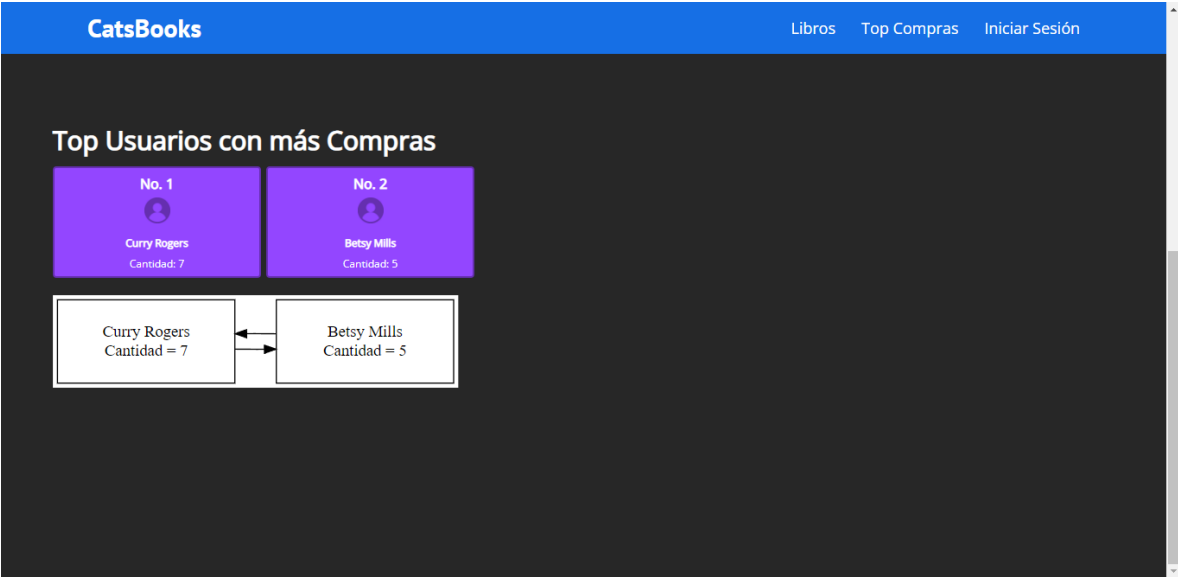 CatsBooks
Libros Top Compras Iniciar Sesión
Top Usuarios con más Compras
No. 1
Curry Rogers
Cantidad: 7
No. 2
Betsy Mills
Cantidad: 5
Curry Rogers
Cantidad = 7
Betsy Mills
Cantidad = 5